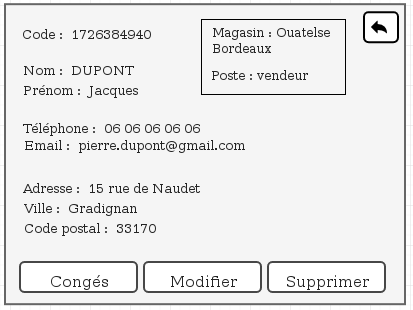 Code : 1726384940
Magasin : Ouatelse
Bordeaux
Poste : vendeur
Nom : DUPONT
Prénom : Jacques
Téléphone : 06 06 06 06 06
Email : pierre.dupont@gmail.com
Adresse : 15 rue de Naudet
Ville : Gradignan
Code postal : 33170
Congés
Modifier
Supprimer